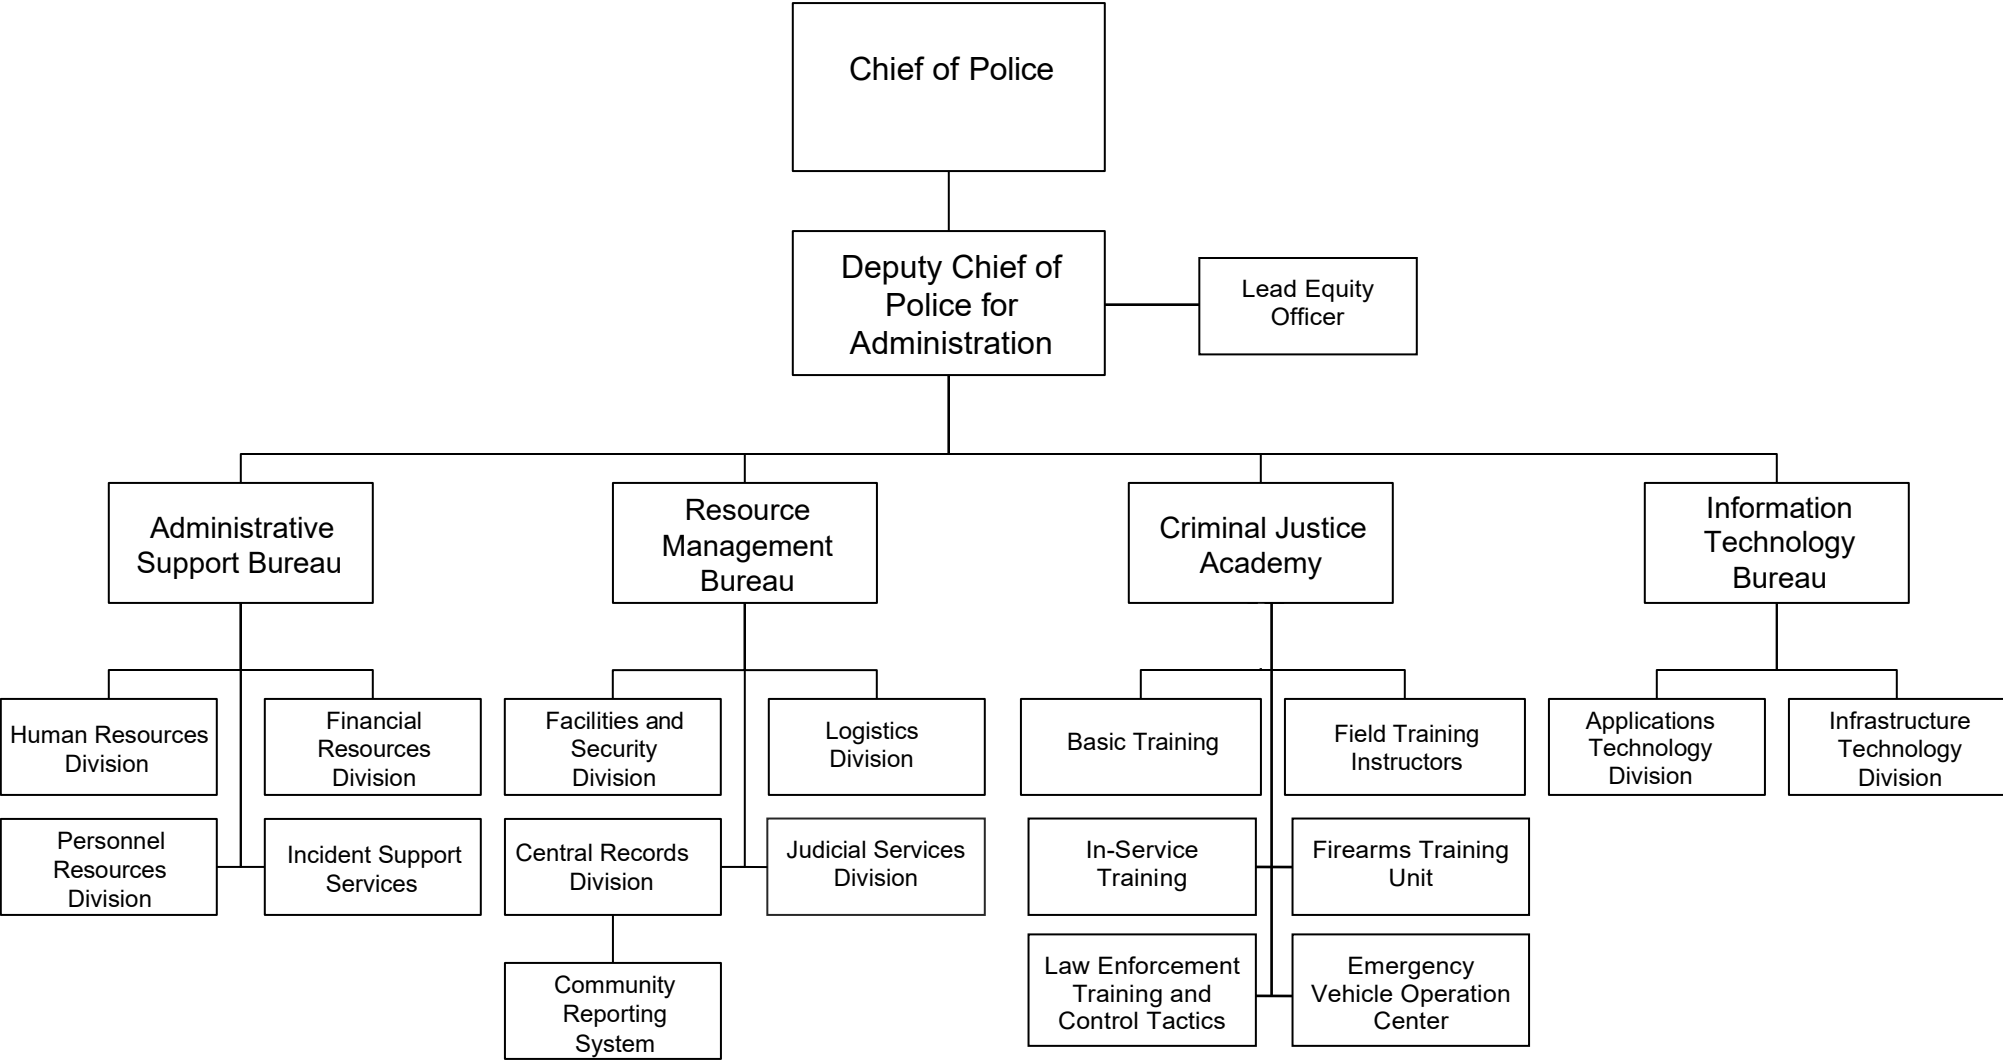 Chief of Police
Deputy Chief of
Police for
Administration
Lead Equity
Officer
Administrative
Support Bureau
Resource
Management
Bureau
Criminal Justice
Academy
Information
Technology
Bureau
Human Resources
Division
Financial
Resources
Division
Facilities and
Security
Division
Logistics
Division
Basic Training
Field Training
Instructors
Applications
Technology
Division
Infrastructure
Technology
Division
Personnel
Resources
Division
Incident Support
Services
Central Records
Division
Judicial Services
Division
In-Service
Training
Firearms Training
Unit
Community
Reporting
System
Law Enforcement
Training and
Control Tactics
Emergency
Vehicle Operation
Center